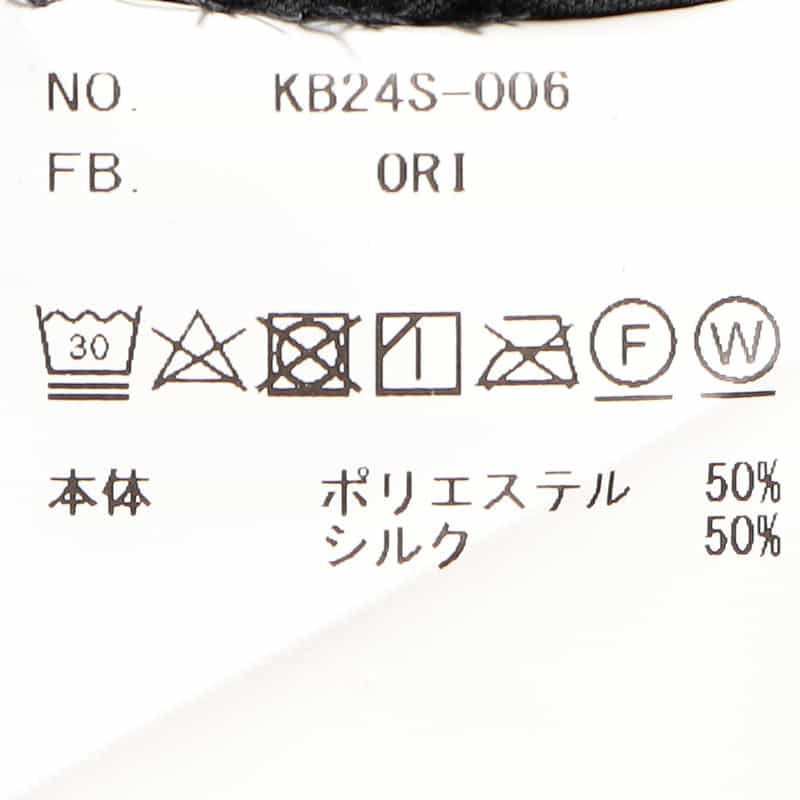 NO. KB24S-006
FB. ORI
30 F W
本体 ポリエステル 50%
シルク 50%